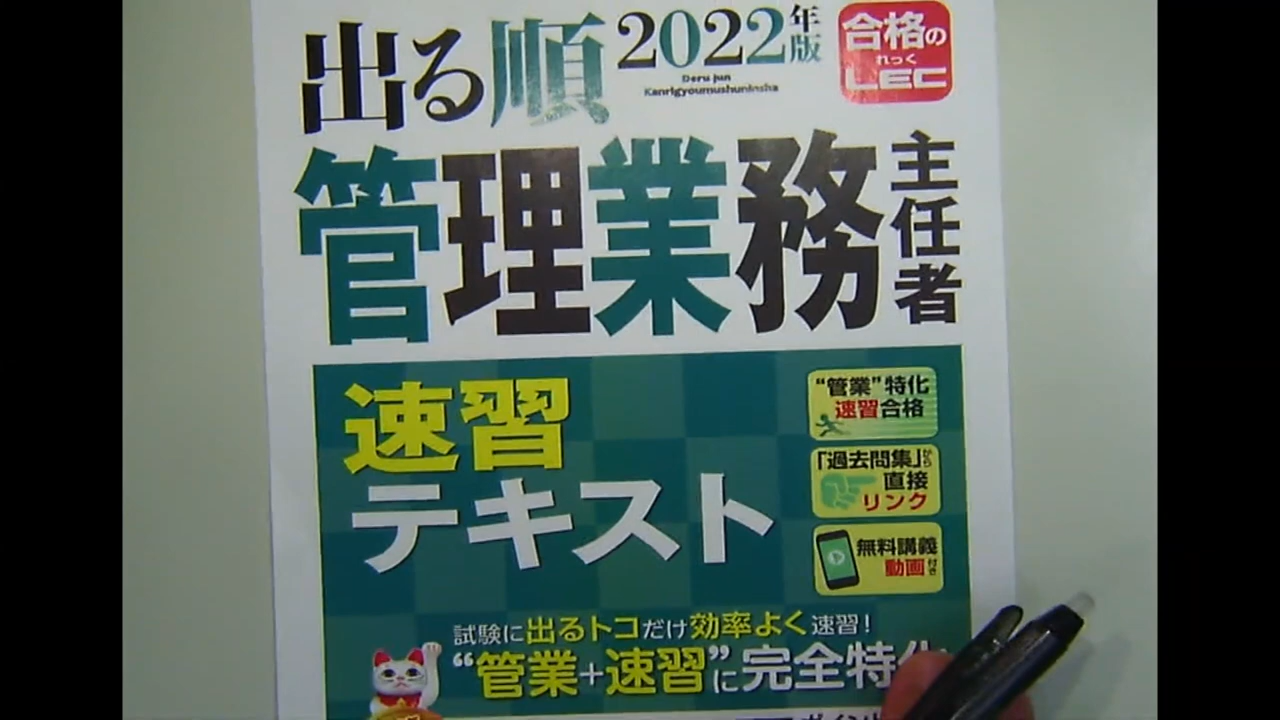 出る順 2022年版
Deru jun
Kanrigyoumushuninsha
合格の
れっく
LEC
管理業務主任者
速習
テキスト
“管業”特化
速習合格
「過去問集」から
直接
リンク
無料講義
動画付き
試験に出るトコだけ効率よく速習!
“管業+速習”に完全特化